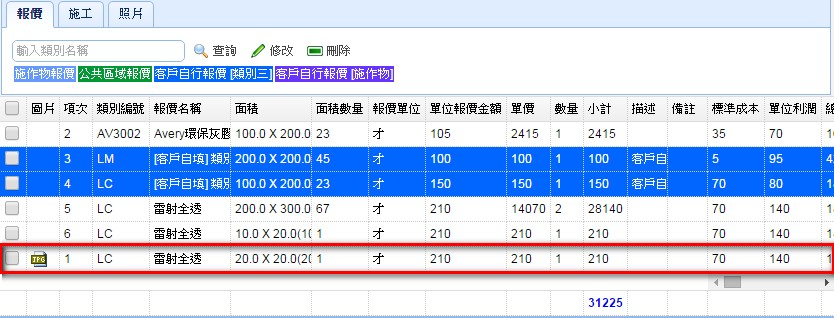 報價 施工 照片
輸入類別名稱 查詢 修改 刪除
施作物報價 公共區域報價 客戶自行報價 [類別三] 客戶自行報價 [施作物]
圖片 項次 類別編號 報價名稱 面積 面積數量 報價單位 單位報價金額 單價 數量 小計 描述 備註 標準成本 單位利潤
2 AV3002 Avery環保灰膠 100.0 X 200.0 23 才 105 2415 1 2415 35 70
3 LM [客戶自填] 類別 200.0 X 200.0 45 才 100 100 1 100 客戶自 5 95
4 LC [客戶自填] 類別 100.0 X 200.0 23 才 150 150 1 150 客戶自 70 80
5 LC 雷射全透 200.0 X 300.0 67 才 210 14070 2 28140 70 140
6 LC 雷射全透 10.0 X 20.0(10 1 才 210 210 1 210 70 140
JPG 1 LC 雷射全透 20.0 X 20.0(20 1 才 210 210 1 210 70 140
31225